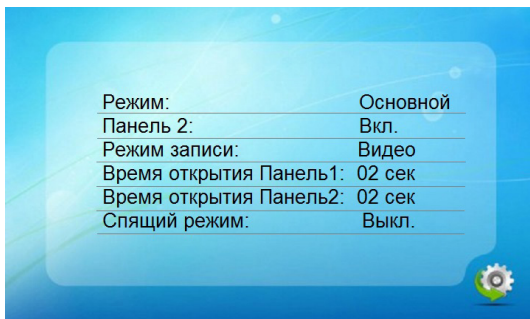 Режим: Основной
Панель 2: Вкл.
Режим записи: Видео
Время открытия Панель1: 02 сек
Время открытия Панель2: 02 сек
Спящий режим: Выкл.